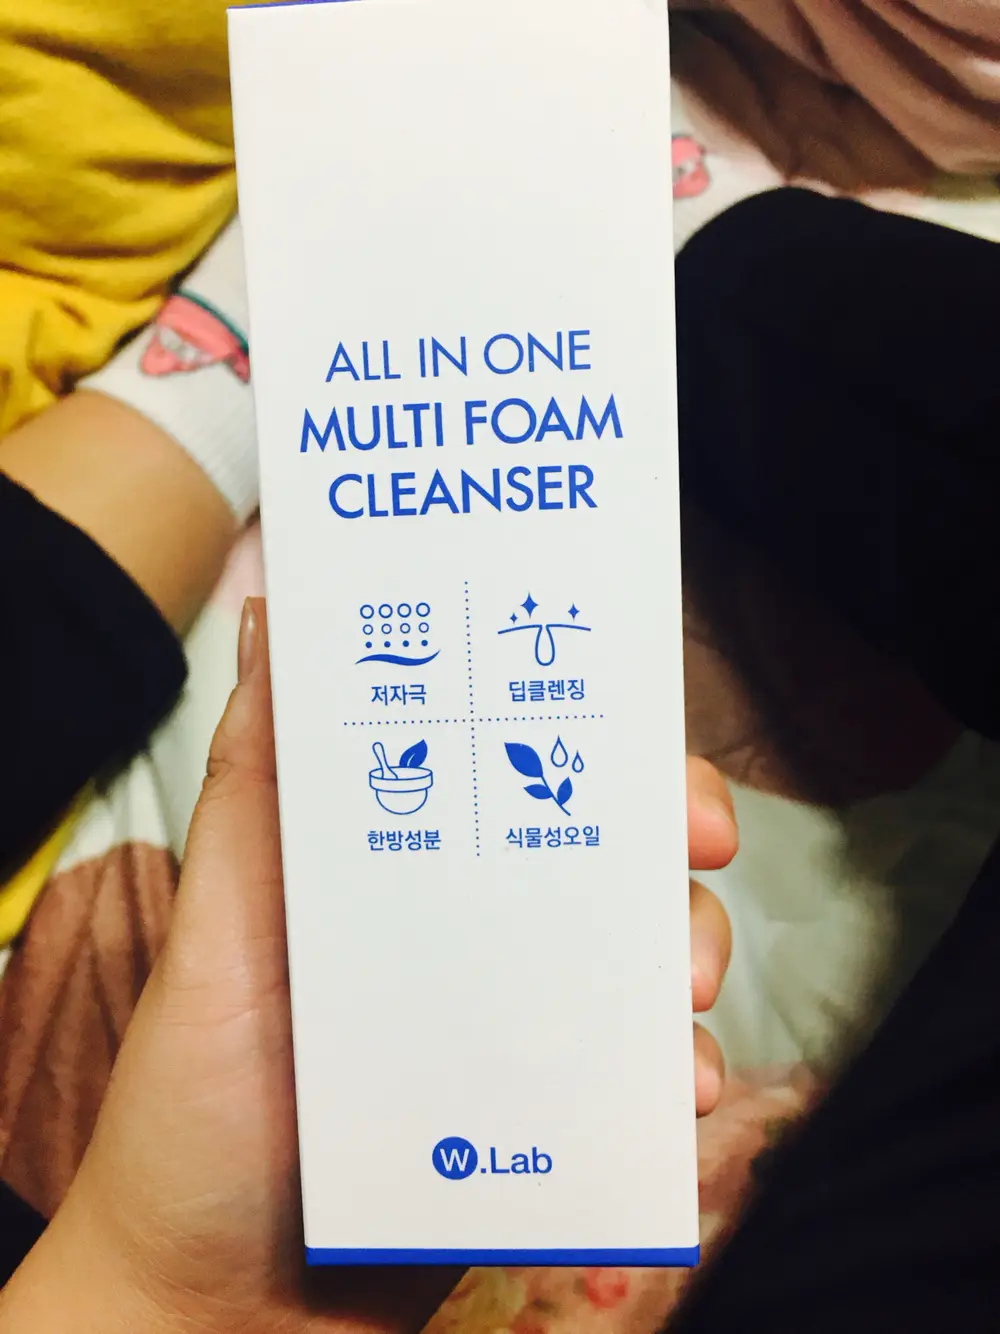 ALL IN ONE
MULTI FOAM
CLEANSER
저자극
딥클렌징
한방성분
식물성오일
W.Lab